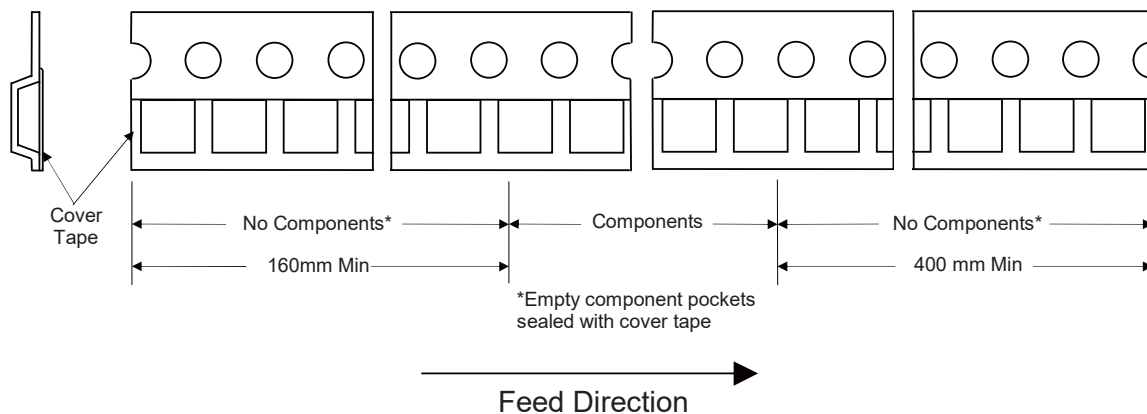 Cover
Tape
No Components*
Components
No Components*
160mm Min
400 mm Min
*Empty component pockets
sealed with cover tape
Feed Direction